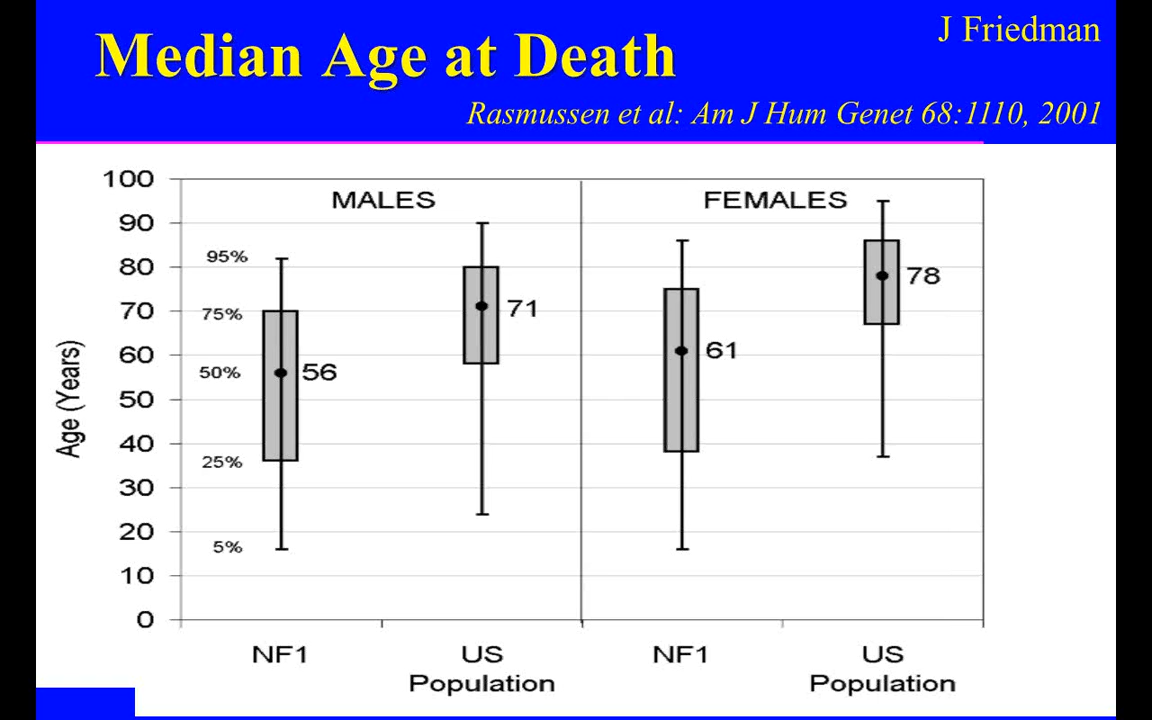 J Friedman
Median Age at Death
Rasmussen et al: Am J Hum Genet 68:1110, 2001
100
90
80
70
60
50
40
30
20
10
0
Age (Years)
MALES
FEMALES
95%
75%
50%
25%
5%
56
71
61
78
NF1
US
Population
NF1
US
Population